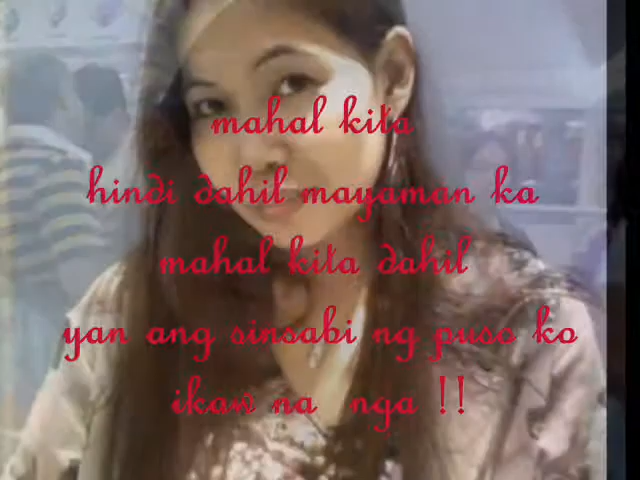 mahal kita
hindi dahil mayaman ka
mahal kita dahil
yan ang sinsabi ng puso ko
ikaw na nga !!